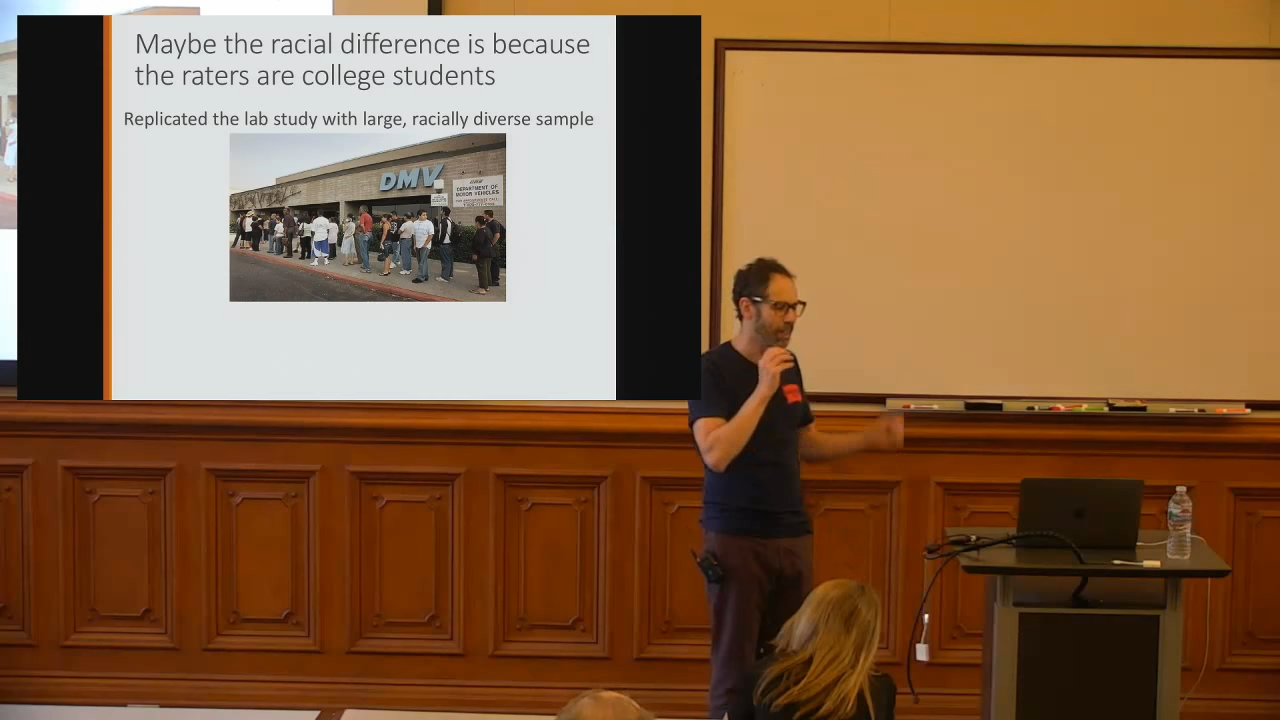 Maybe the racial difference is because
the raters are college students
Replicated the lab study with large, racially diverse sample
DMV
DEPARTMENT OF
MOTOR VEHICLES